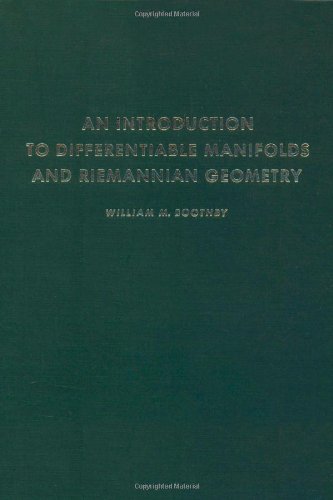 AN INTRODUCTION
TO DIFFERENTIABLE MANIFOLDS
AND RIEMANNIAN GEOMETRY
WILLIAM M. BOOTHBY